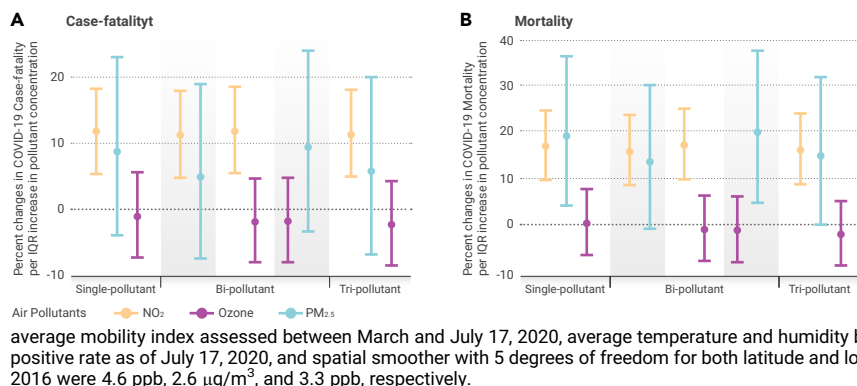 A Case-fatalityt
Percent changes in COVID-19 Case-fatality
per IQR increase in pollutant concentration
20
10
0
-10
Single-pollutant
Bi-pollutant
Tri-pollutant
B Mortality
Percent changes in COVID-19 Mortality
per IQR increase in pollutant concentration
40
30
20
10
0
-10
Single-pollutant
Bi-pollutant
Tri-pollutant
Air Pollutants NO₂ Ozone PM₂.₅
average mobility index assessed between March and July 17, 2020, average temperature and humidity
positive rate as of July 17, 2020, and spatial smoother with 5 degrees of freedom for both latitude and
2016 were 4.6 ppb, 2.6 μg/m³, and 3.3 ppb, respectively.